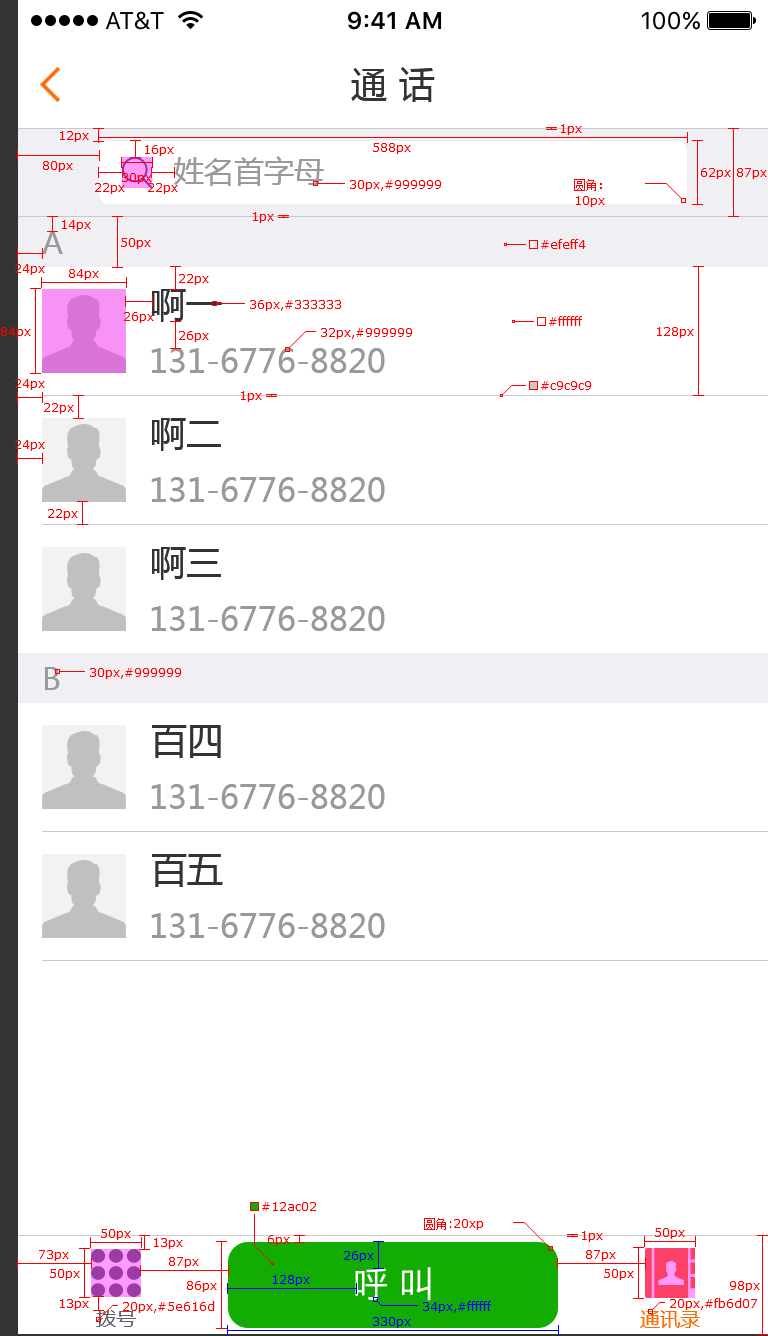 AT&T 9:41 AM 100%
通 话
12px 1px
16px 588px
80px 30px 62px 87px
22px 22px 姓名首字母 30px,#999999 圆角：
10px
14px 1px
A 50px #efeff4
24px 84px 22px
啊一 36px,#333333
26px #ffffff
84px 26px 32px,#999999 128px
131-6776-8820
24px 1px #c9c9c9
22px
啊二
24px
131-6776-8820
22px
啊三
131-6776-8820
B 30px,#999999
百四
131-6776-8820
百五
131-6776-8820
#12ac02
圆角:20xp
50px 13px 6px 1px 50px
73px 87px 26px 87px
50px 128px 50px
86px 呼 叫 98px
13px 20px,#5e616d 34px,#ffffff 20px,#fb6d07
拨号 330px 通讯录